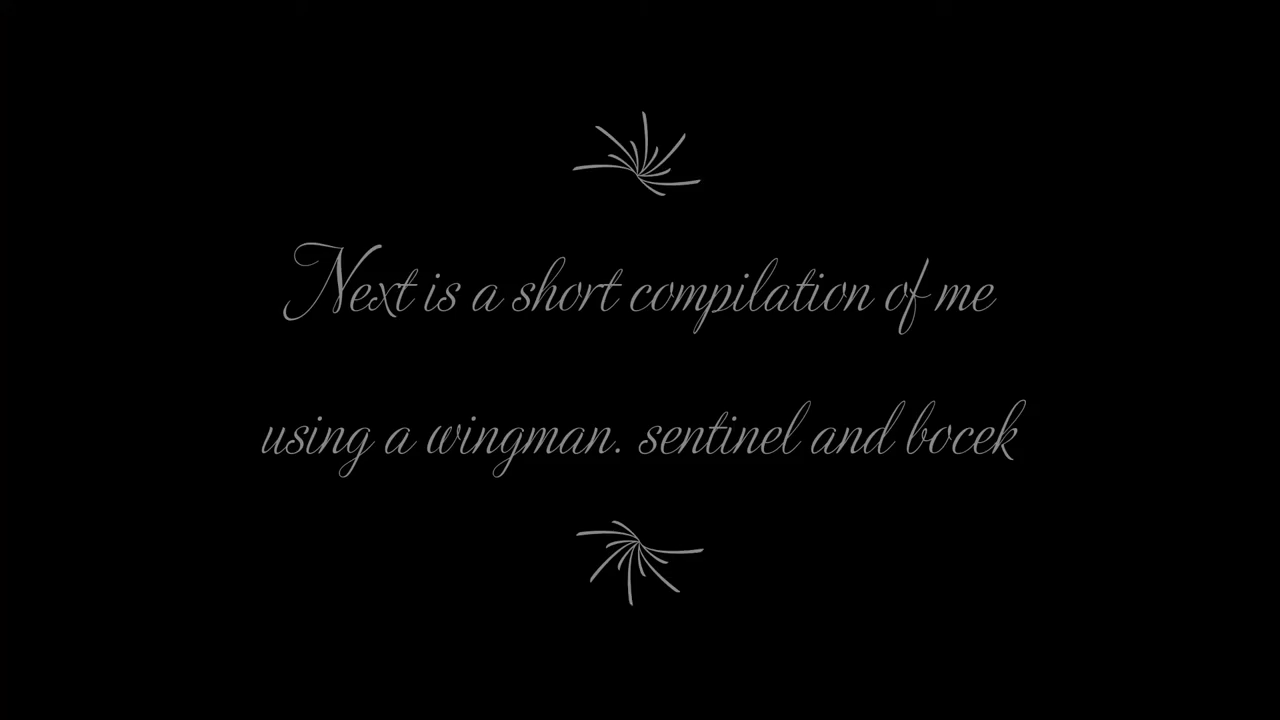 Next is a short compilation of me
using a wingman. sentinel and bocek